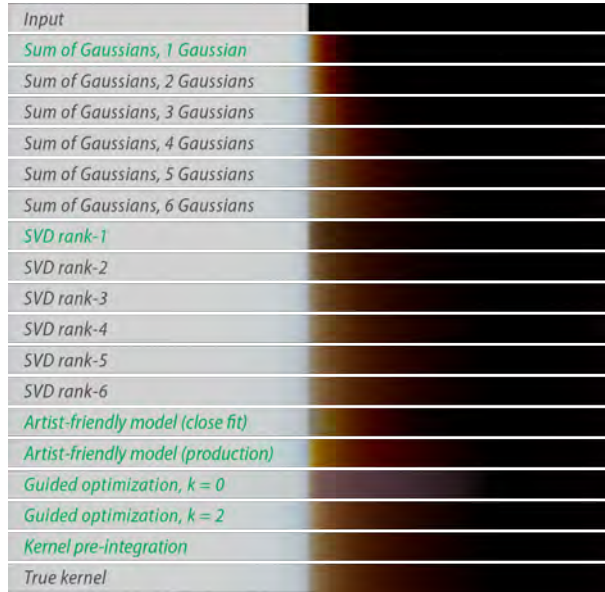 Input
Sum of Gaussians, 1 Gaussian
Sum of Gaussians, 2 Gaussians
Sum of Gaussians, 3 Gaussians
Sum of Gaussians, 4 Gaussians
Sum of Gaussians, 5 Gaussians
Sum of Gaussians, 6 Gaussians
SVD rank-1
SVD rank-2
SVD rank-3
SVD rank-4
SVD rank-5
SVD rank-6
Artist-friendly model (close fit)
Artist-friendly model (production)
Guided optimization, k = 0
Guided optimization, k = 2
Kernel pre-integration
True kernel